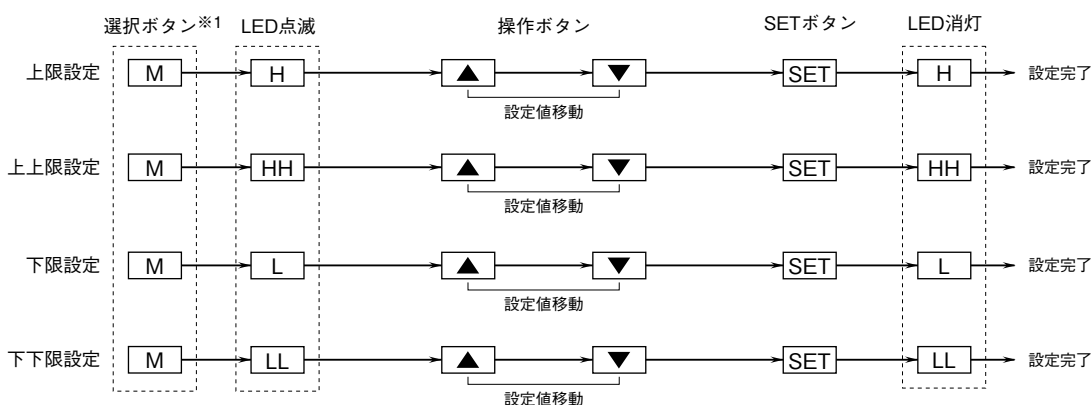 選択ボタン※1 LED点滅 操作ボタン SETボタン LED消灯
上限設定 M H ▲ ▼ SET H 設定完了
設定値移動
上上限設定 M HH ▲ ▼ SET HH 設定完了
設定値移動
下限設定 M L ▲ ▼ SET L 設定完了
設定値移動
下下限設定 M LL ▲ ▼ SET LL 設定完了
設定値移動